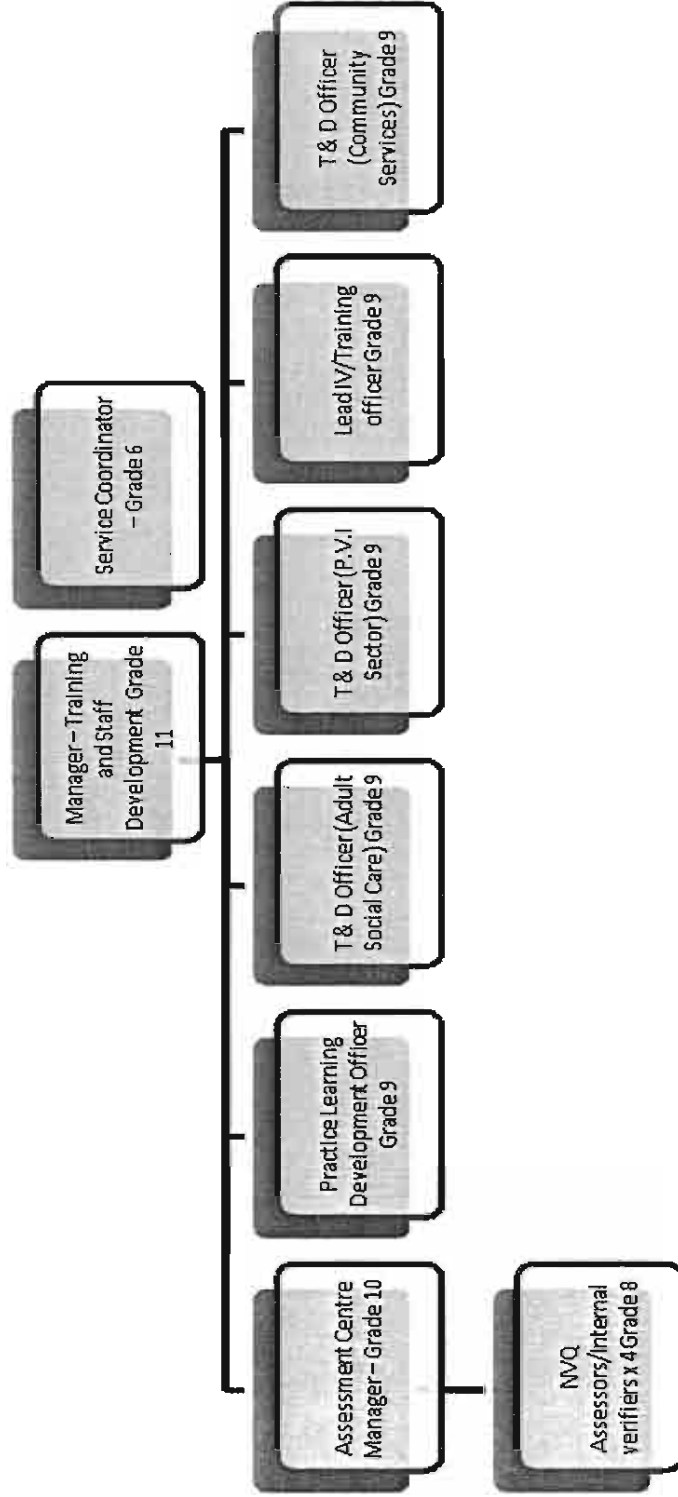 Manager – Training
and Staff
Development Grade
11
Service Coordinator
– Grade 6
Assessment Centre
Manager – Grade 10
Practice Learning
Development Officer
Grade 9
T & D Officer (Adult
Social Care) Grade 9
T & D Officer (P.V.I
Sector) Grade 9
Lead IV/Training
officer Grade 9
T & D Officer
(Community
Services) Grade 9
NVQ
Assessors/Internal
verifiers x 4 Grade 8